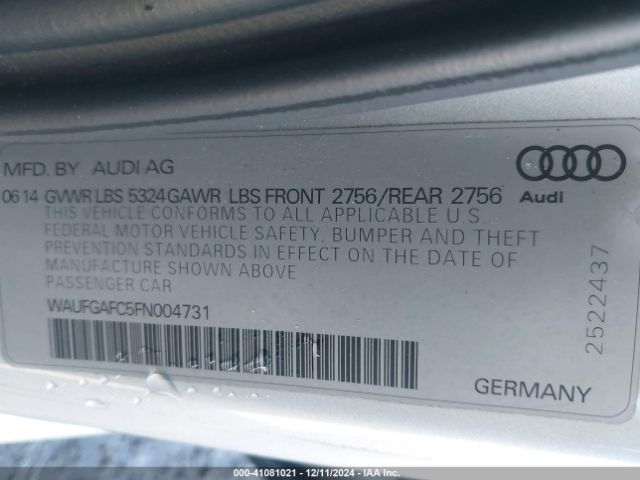 MFD. BY AUDI AG
Audi
06 14 GVWR LBS 5324 GAWR LBS FRONT 2756/REAR 2756
THIS VEHICLE CONFORMS TO ALL APPLICABLE U.S.
FEDERAL MOTOR VEHICLE SAFETY, BUMPER AND THEFT
PREVENTION STANDARDS IN EFFECT ON THE DATE OF
MANUFACTURE SHOWN ABOVE
PASSENGER CAR
WAUFGAFC5FN004731
2522437
GERMANY
000-41081021 - 12/11/2024 - IAA Inc.